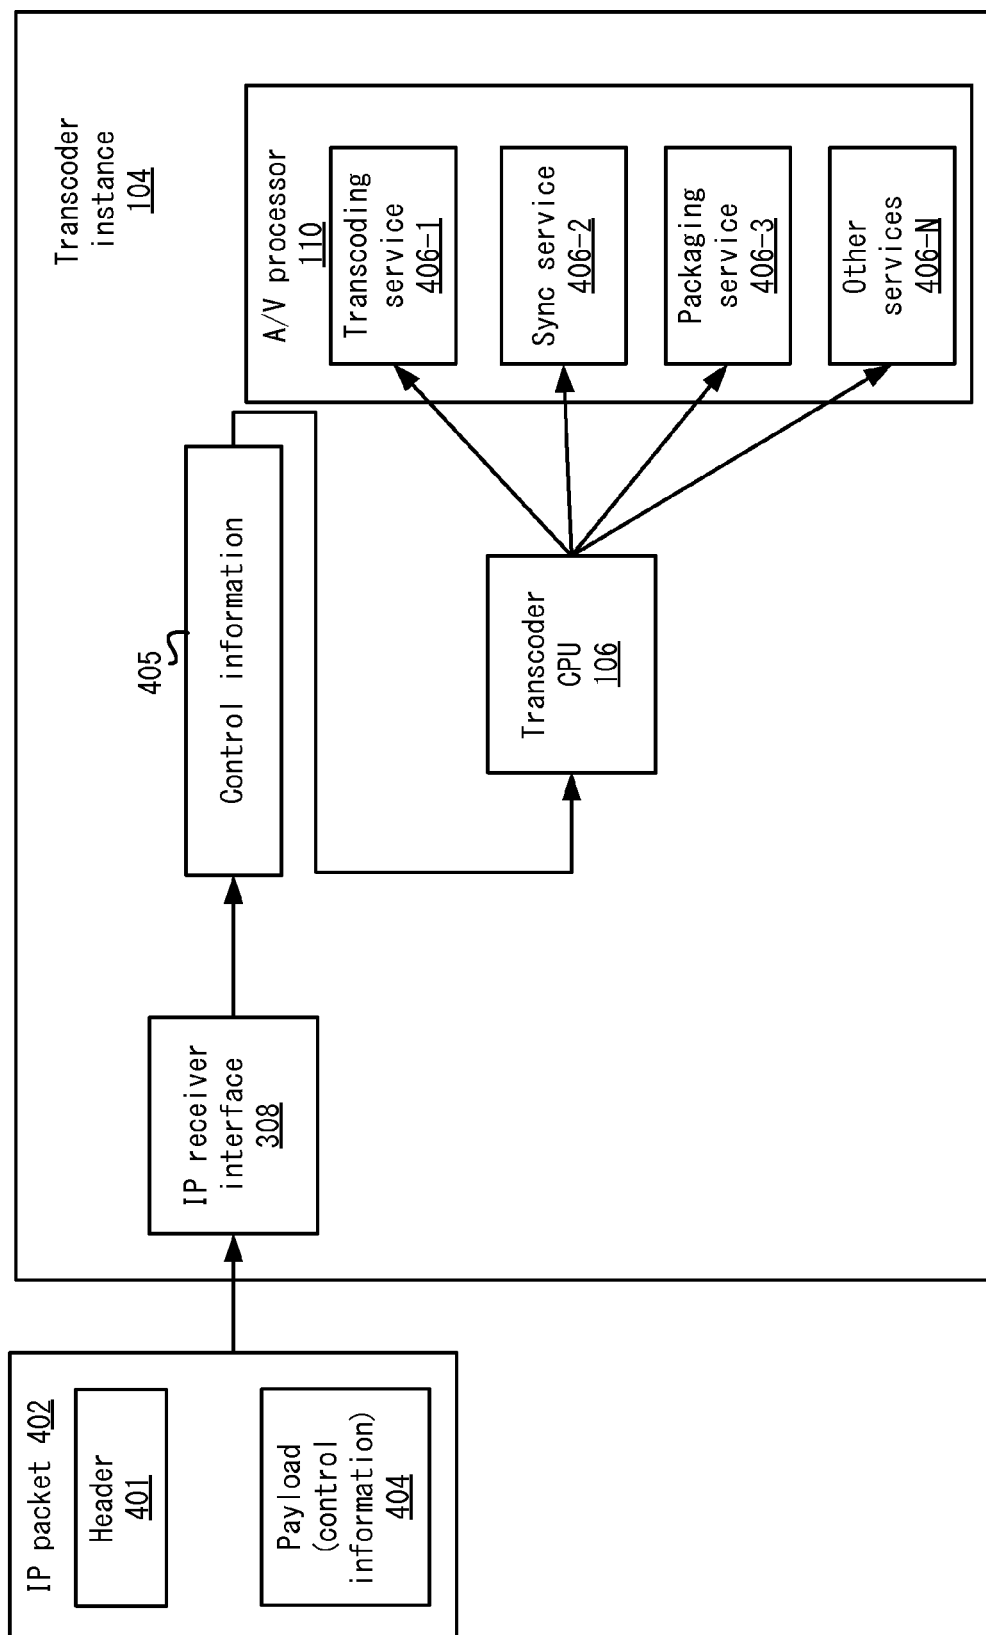 IP packet 402
Header
401
Payload
(control
information)
404
IP receiver
interface
308
405
Control information
Transcoder
CPU
106
Transcoder
instance
104
A/V processor
110
Transcoding
service
406-1
Sync service
406-2
Packaging
service
406-3
Other
services
406-N